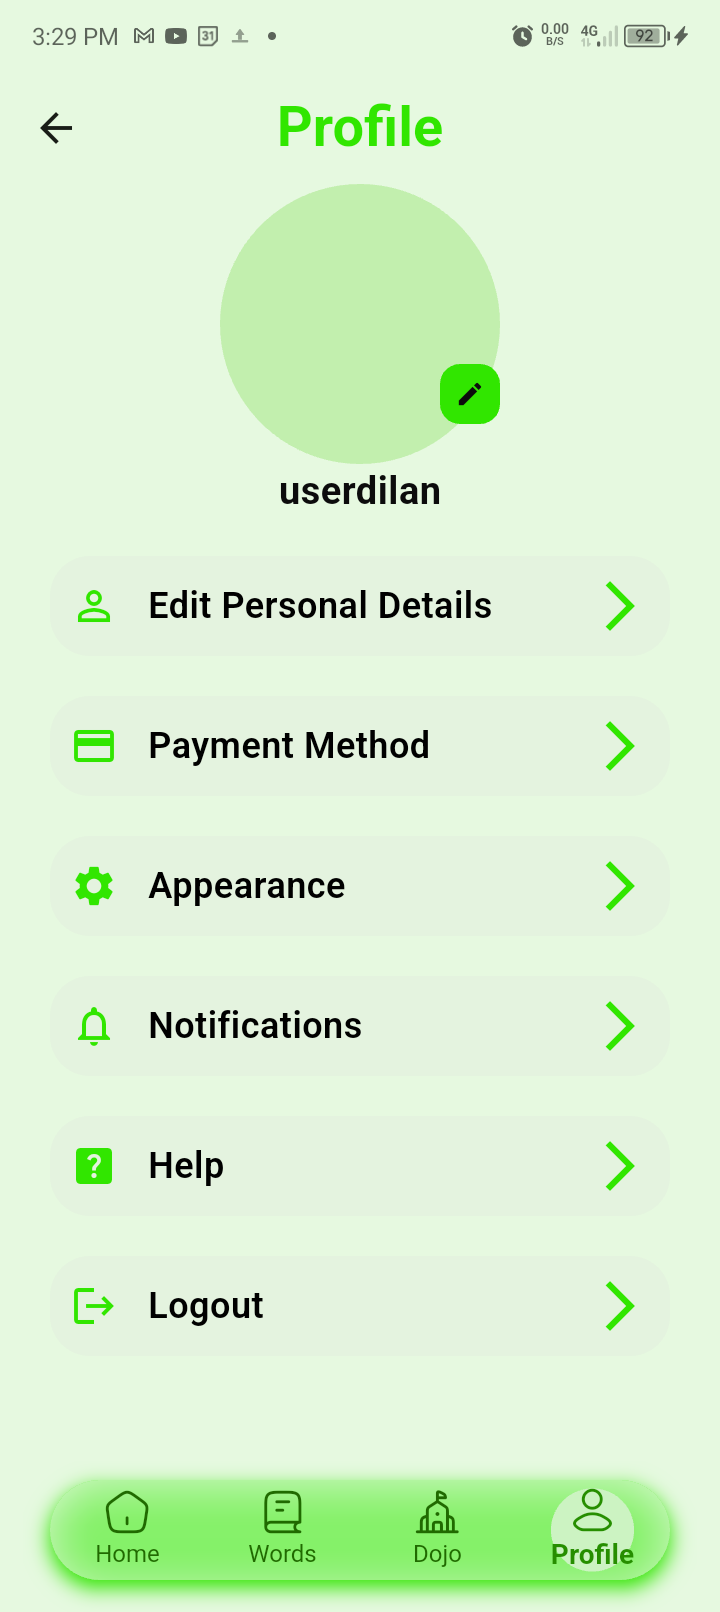 3:29 PM 31 0.00 B/S 4G 92
Profile
userdilan
Edit Personal Details
Payment Method
Appearance
Notifications
? Help
Logout
Home Words Dojo Profile